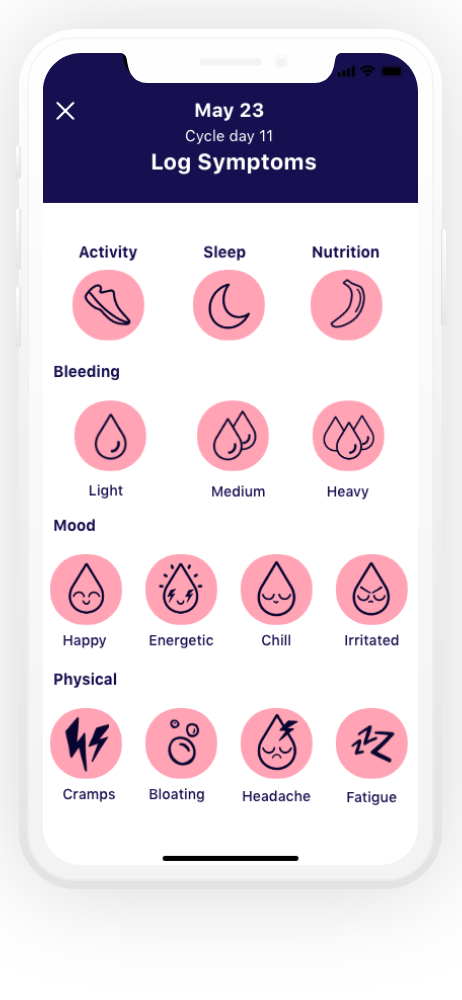 May 23
Cycle day 11
Log Symptoms
Activity Sleep Nutrition
Bleeding
Light Medium Heavy
Mood
Happy Energetic Chill Irritated
Physical
Cramps Bloating Headache Fatigue